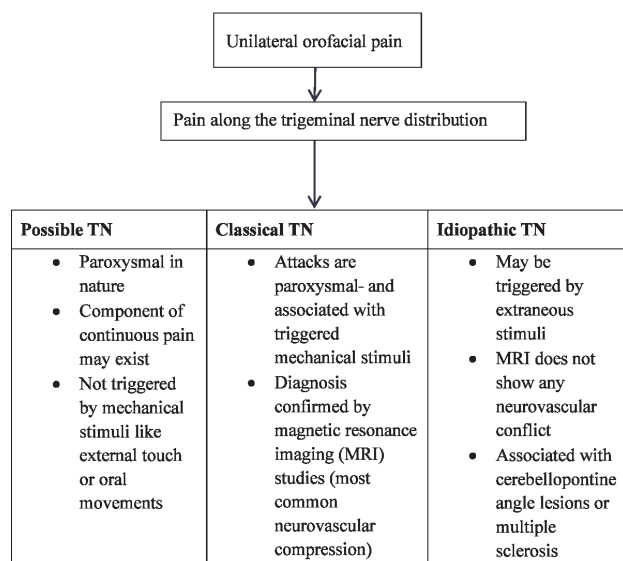 Unilateral orofacial pain
Pain along the trigeminal nerve distribution
Possible TN
• Paroxysmal in
nature
• Component of
continuous pain
may exist
• Not triggered
by mechanical
stimuli like
external touch
or oral
movements
Classical TN
• Attacks are
paroxysmal- and
associated with
triggered
mechanical stimuli
• Diagnosis
confirmed by
magnetic resonance
imaging (MRI)
studies (most
common
neurovascular
compression)
Idiopathic TN
• May be
triggered by
extraneous
stimuli
• MRI does not
show any
neurovascular
conflict
• Associated with
cerebellopontine
angle lesions or
multiple
sclerosis